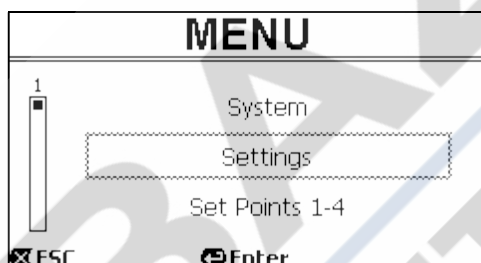 MENU
1
System
Settings
Set Points 1-4
ESC Enter